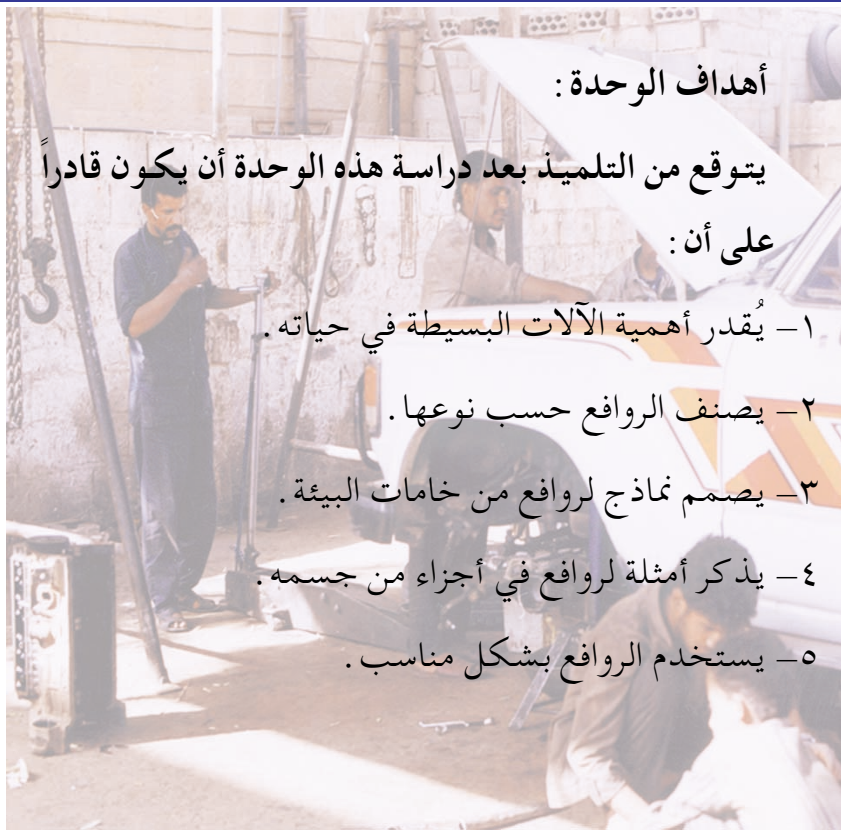 أهداف الوحدة :
يتوقع من التلميذ بعد دراسة هذه الوحدة أن يكون قادراً
على أن :
١– يُقدر أهمية الآلات البسيطة في حياته .
٢– يصنف الروافع حسب نوعها .
٣– يصمم نماذج لروافع من خامات البيئة .
٤– يذكر أمثلة لروافع في أجزاء من جسمه .
٥– يستخدم الروافع بشكل مناسب .